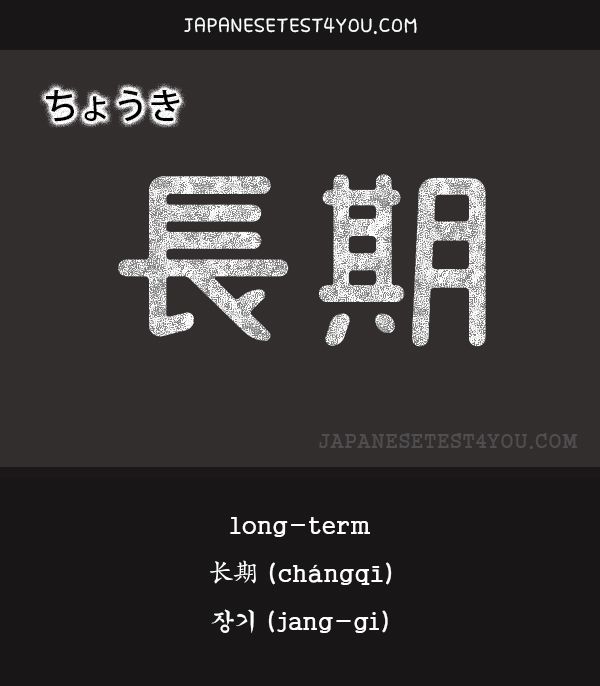 JAPANESETEST4YOU.COM
ちょうき
長期
JAPANESETEST4YOU.COM
long-term
长期 (chángqī)
장기 (jang-gi)